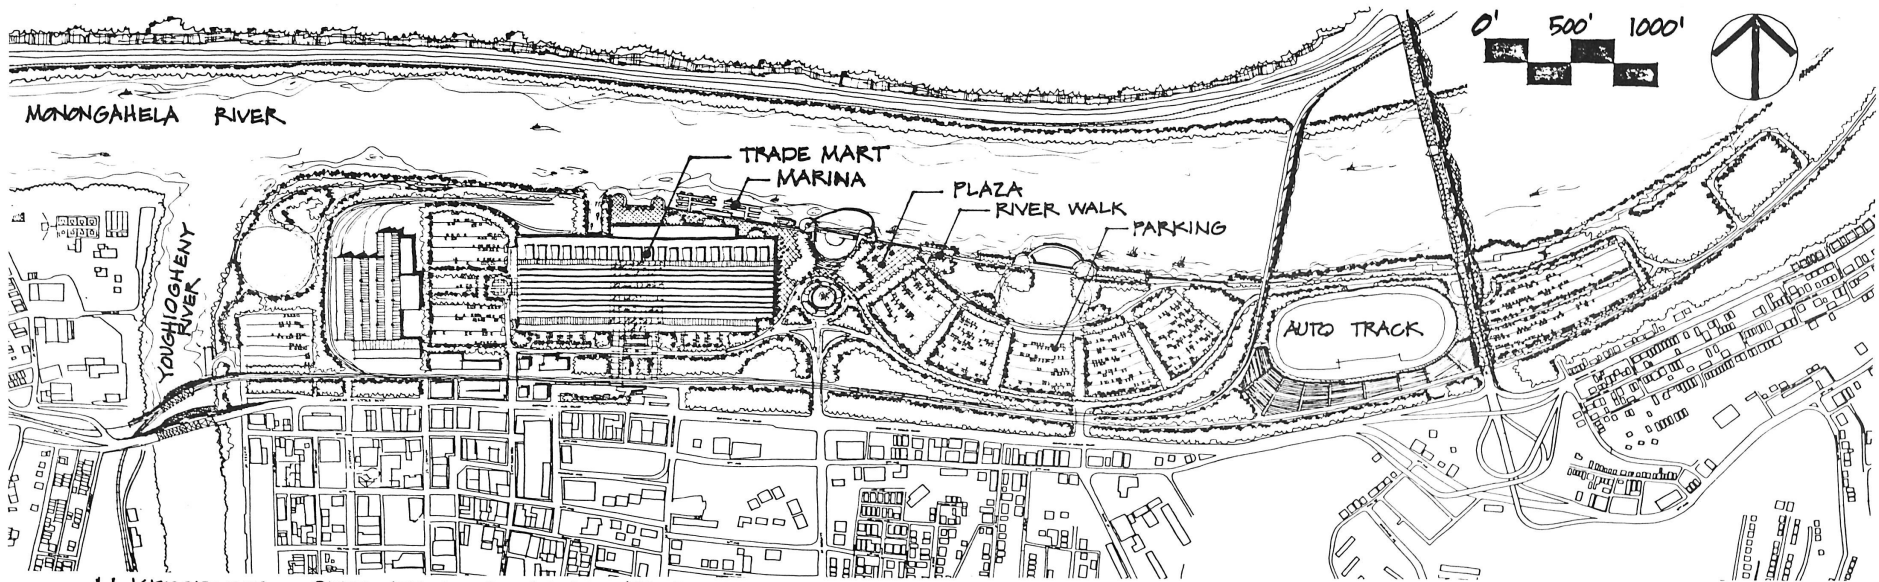 0' 500' 1000'
MONONGAHELA RIVER
TRADE MART
MARINA
PLAZA
RIVER WALK
PARKING
YOUGHIOGHENY
RIVER
AUTO TRACK